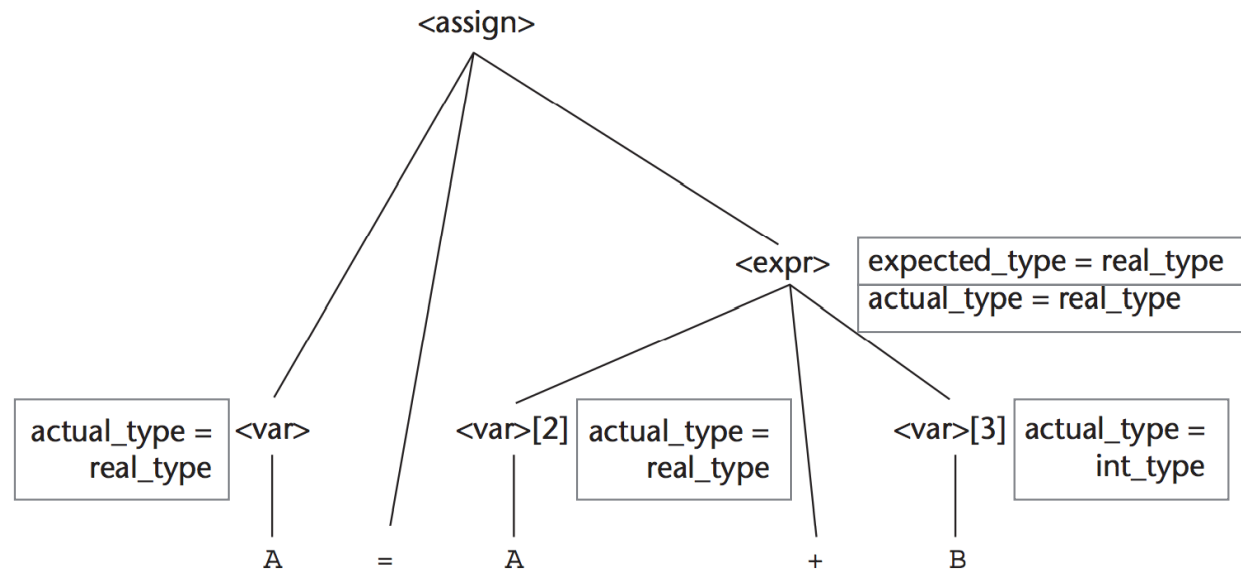 <assign>
<expr>
expected_type = real_type
actual_type = real_type
actual_type =
real_type
<var>
<var>[2]
actual_type =
real_type
<var>[3]
actual_type =
int_type
A = A + B